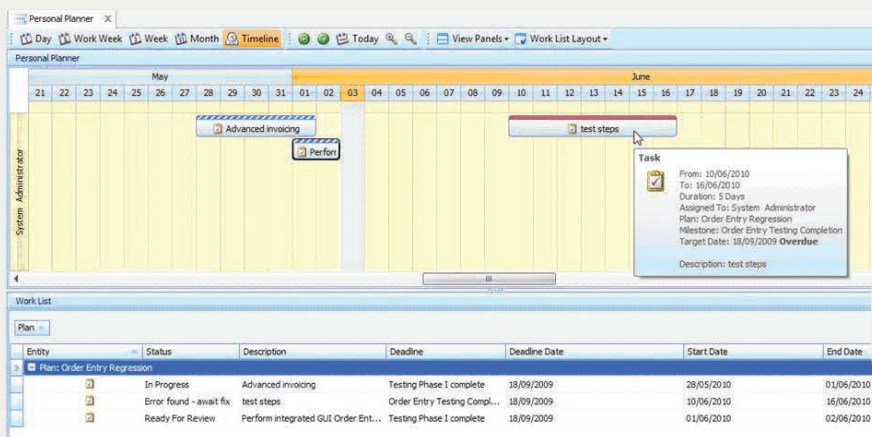 Personal Planner X
Day Work Week Week Month Timeline Today View Panels Work List Layout
Personal Planner
May June
21 22 23 24 25 26 27 28 29 30 31 01 02 03 04 05 06 07 08 09 10 11 12 13 14 15 16 17 18 19 20 21 22 23 24
System Administrator
Advanced invoicing
test steps
Perforr
Task
From: 10/06/2010
To: 16/06/2010
Duration: 5 Days
Assigned To: System Administrator
Plan: Order Entry Regression
Milestone: Order Entry Testing Completion
Target Date: 18/09/2009 Overdue
Description: test steps
Work List
Plan
Entity Status Description Deadline Deadline Date Start Date End Date
Plan: Order Entry Regression
In Progress Advanced invoicing Testing Phase I complete 18/09/2009 28/05/2010 01/06/2010
Error found - await fix test steps Order Entry Testing Compl... 18/09/2009 10/06/2010 16/06/2010
Ready For Review Perform integrated GUI Order Ent... Testing Phase I complete 18/09/2009 01/06/2010 02/06/2010